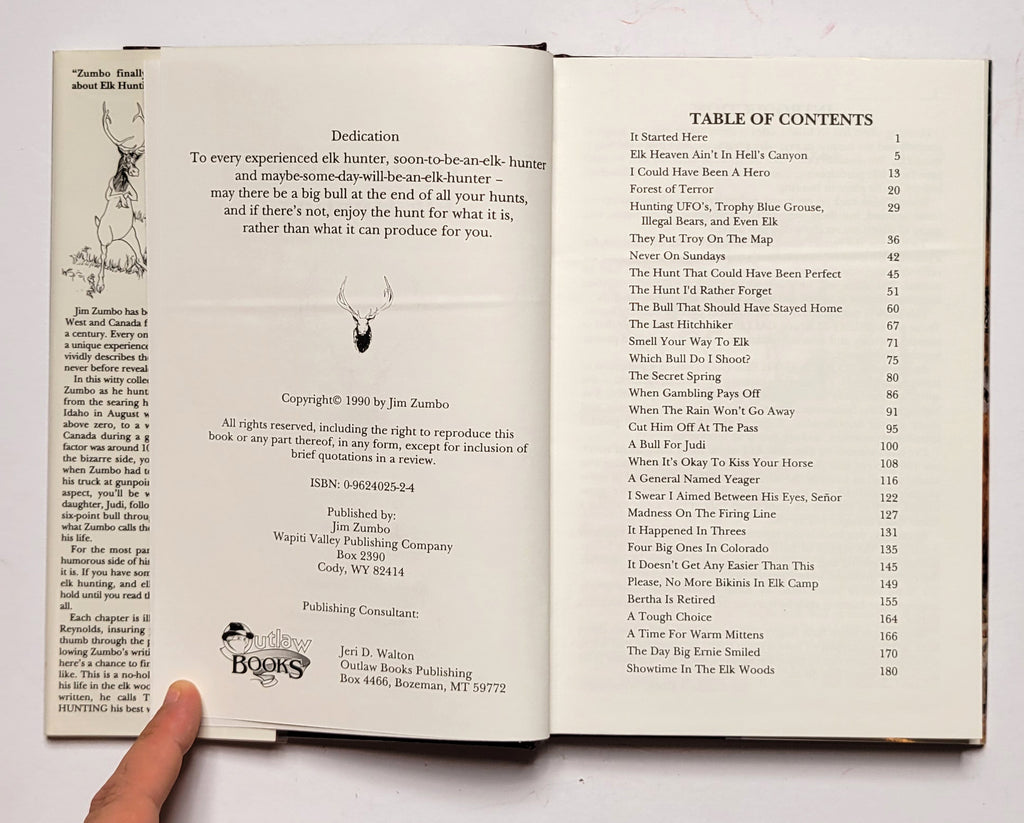 "Zumbo finally
about Elk Hunti
Jim Zumbo has b
West and Canada f
a century. Every on
a unique experience
vividly describes th
never before reveal
In this witty colle
Zumbo as he hunt
from the searing h
Idaho in August w
above zero, to a w
Canada during a g
factor was around 10
the bizarre side, yo
when Zumbo had to
his truck at gunpoin
aspect, you'll be w
daughter, Judi, follo
six-point bull throu
what Zumbo calls the
his life.
For the most par
humorous side of hi
it is. If you have som
elk hunting, and el
hold until you read th
all.
Each chapter is ill
Reynolds, insuring
thumb through the p
lowing Zumbo's writi
here's a chance to fin
like. This is a no-hol
his life in the elk woo
written, he calls T
HUNTING his best w
Dedication
To every experienced elk hunter, soon-to-be-an-elk- hunter
and maybe-some-day-will-be-an-elk-hunter –
may there be a big bull at the end of all your hunts,
and if there's not, enjoy the hunt for what it is,
rather than what it can produce for you.
Copyright© 1990 by Jim Zumbo
All rights reserved, including the right to reproduce this
book or any part thereof, in any form, except for inclusion of
brief quotations in a review.
ISBN: 0-9624025-2-4
Published by:
Jim Zumbo
Wapiti Valley Publishing Company
Box 2390
Cody, WY 82414
Publishing Consultant:
Outlaw
BOOKS
Jeri D. Walton
Outlaw Books Publishing
Box 4466, Bozeman, MT 59772
TABLE OF CONTENTS
It Started Here 1
Elk Heaven Ain't In Hell's Canyon 5
I Could Have Been A Hero 13
Forest of Terror 20
Hunting UFO's, Trophy Blue Grouse, 29
Illegal Bears, and Even Elk
They Put Troy On The Map 36
Never On Sundays 42
The Hunt That Could Have Been Perfect 45
The Hunt I'd Rather Forget 51
The Bull That Should Have Stayed Home 60
The Last Hitchhiker 67
Smell Your Way To Elk 71
Which Bull Do I Shoot? 75
The Secret Spring 80
When Gambling Pays Off 86
When The Rain Won't Go Away 91
Cut Him Off At The Pass 95
A Bull For Judi 100
When It's Okay To Kiss Your Horse 108
A General Named Yeager 116
I Swear I Aimed Between His Eyes, Señor 122
Madness On The Firing Line 127
It Happened In Threes 131
Four Big Ones In Colorado 135
It Doesn't Get Any Easier Than This 145
Please, No More Bikinis In Elk Camp 149
Bertha Is Retired 155
A Tough Choice 164
A Time For Warm Mittens 166
The Day Big Ernie Smiled 170
Showtime In The Elk Woods 180